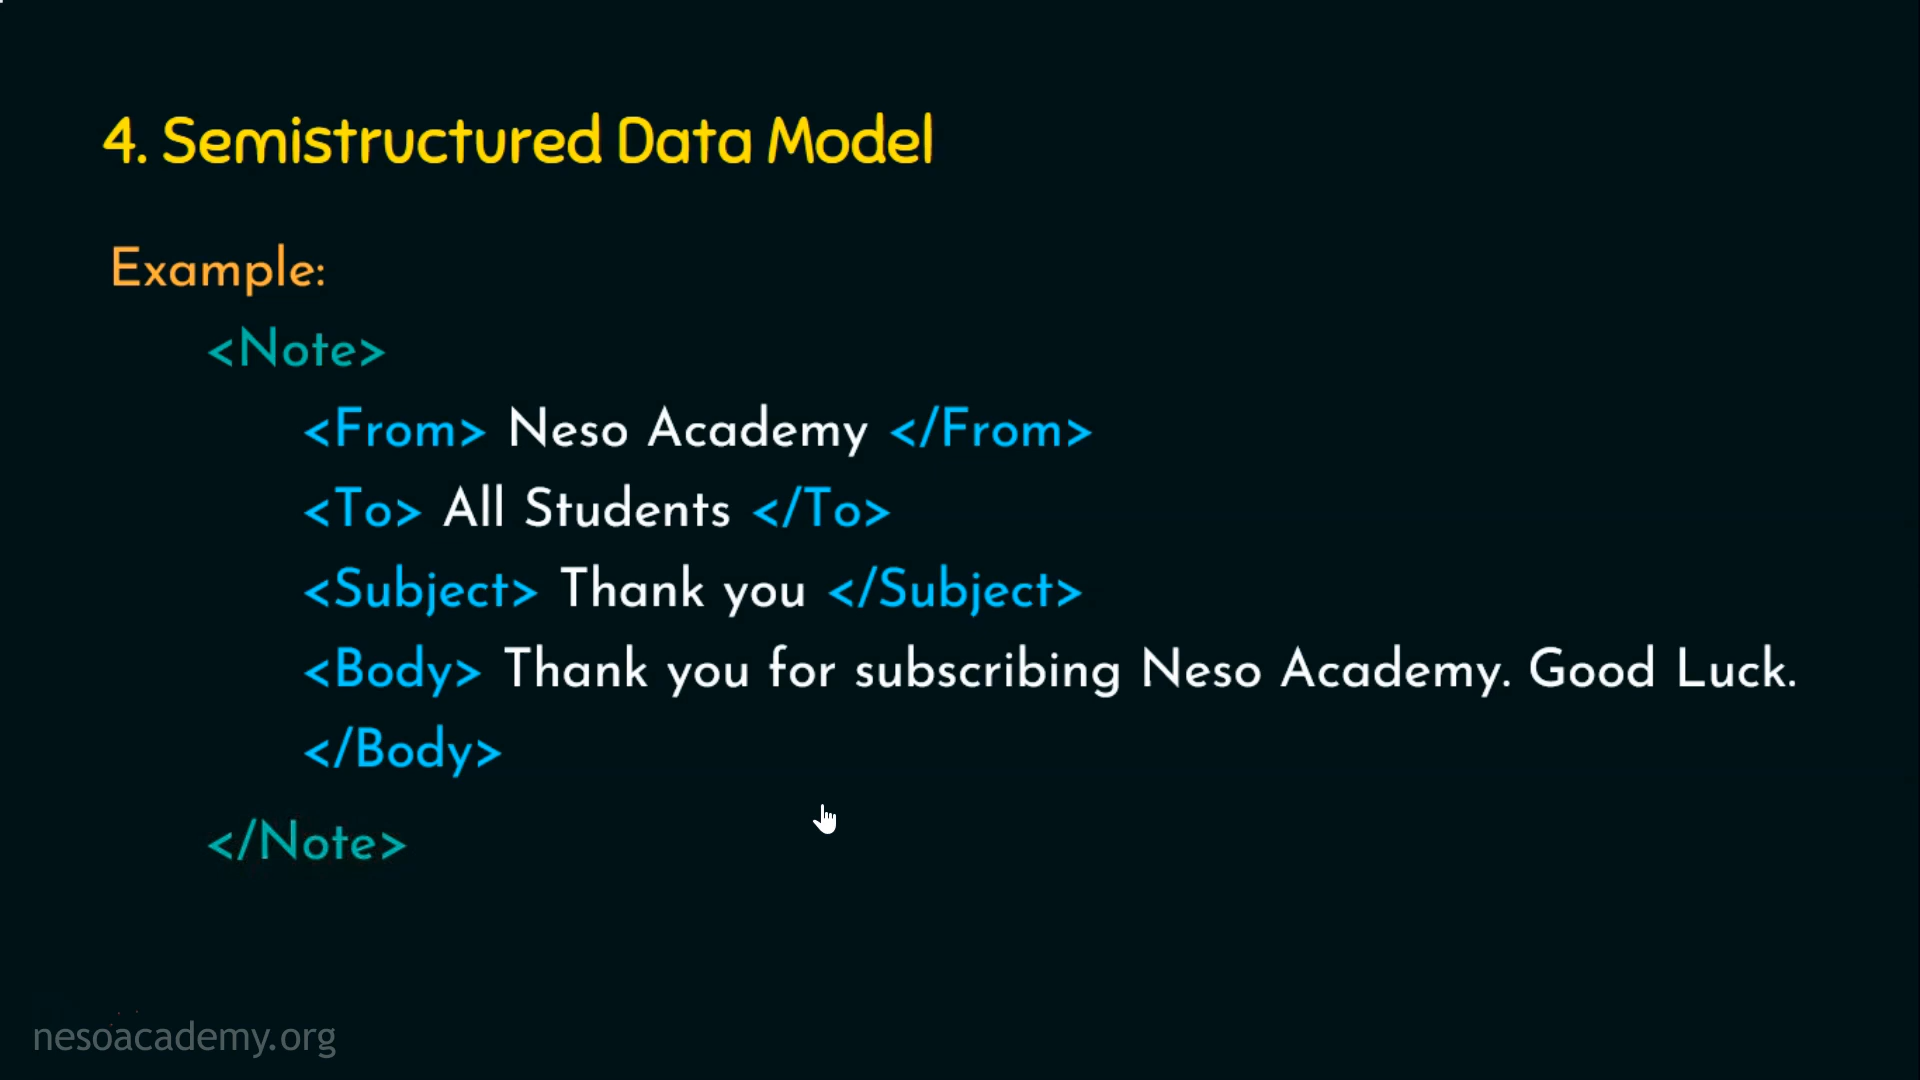 4. Semistructured Data Model
Example:
<Note>
<From> Neso Academy </From>
<To> All Students </To>
<Subject> Thank you </Subject>
<Body> Thank you for subscribing Neso Academy. Good Luck.
</Body>
</Note>
nesoacademy.org